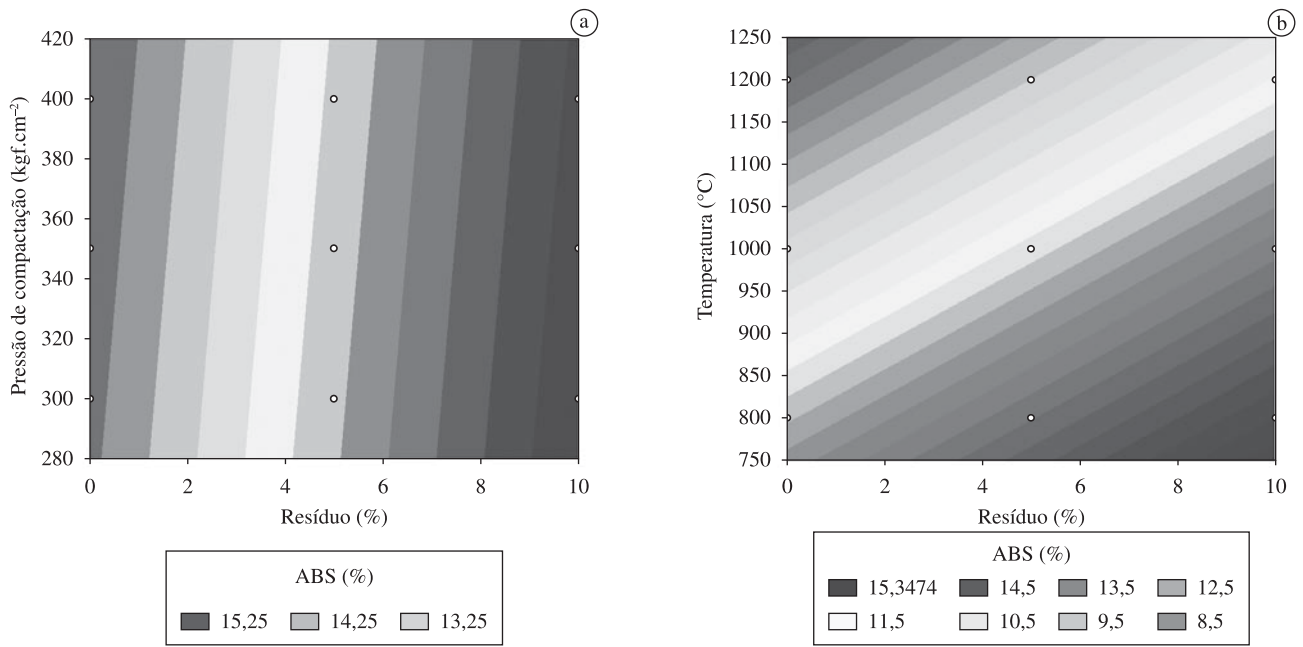 a
420
400
380
360
340
320
300
280
Pressão de compactação (kgf.cm⁻²)
0 2 4 6 8 10
Resíduo (%)
ABS (%)
15,25 14,25 13,25
b
1250
1200
1150
1100
1050
1000
950
900
850
800
750
Temperatura (°C)
0 2 4 6 8 10
Resíduo (%)
ABS (%)
15,3474 14,5 13,5 12,5
11,5 10,5 9,5 8,5